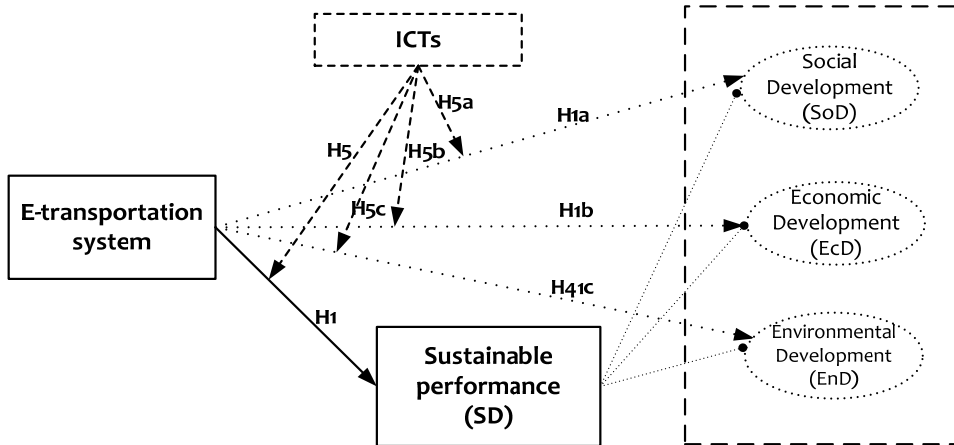 ICTs
Social
Development
(SoD)
H5a
H1a
H5
H5b
E-transportation
system
H5c
H1b
Economic
Development
(EcD)
H41c
H1
Environmental
Development
(EnD)
Sustainable
performance
(SD)